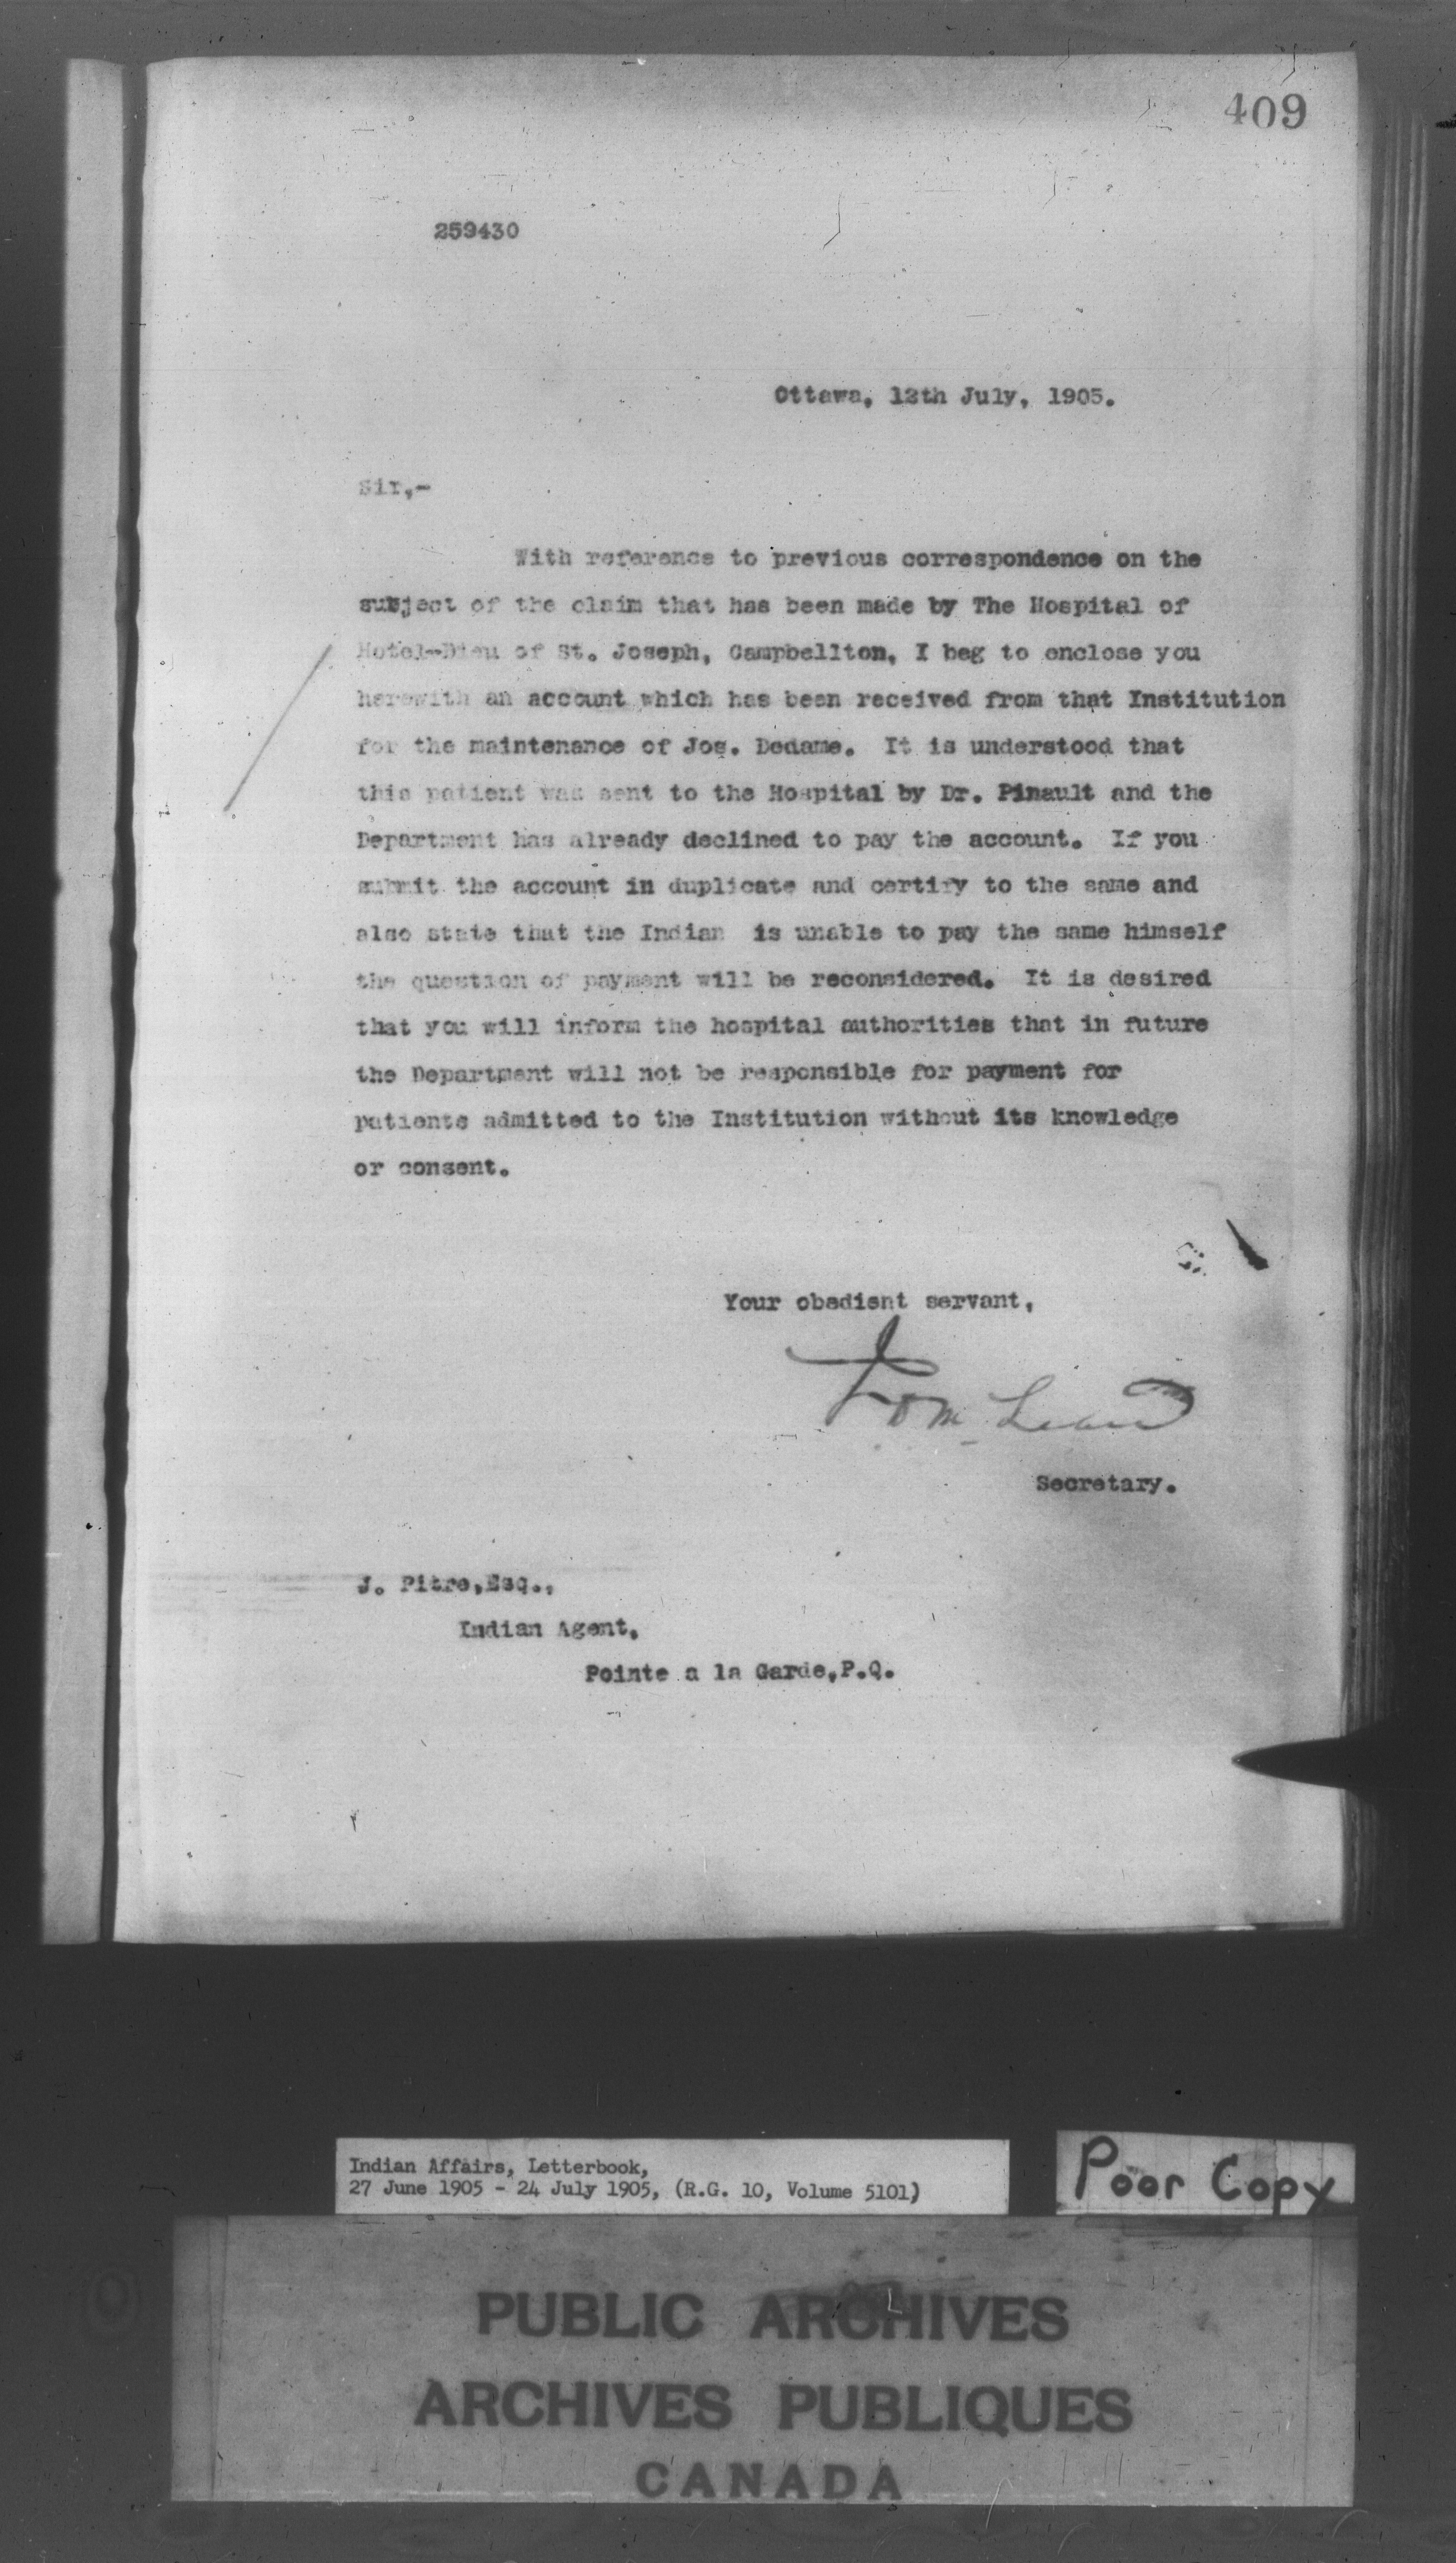 409
259430
Ottawa, 12th July, 1905.
Sir,-
With reference to previous correspondence on the
subject of the claim that has been made by The Hospital of
Hotel-Dieu of St. Joseph, Campbellton, I beg to enclose you
herewith an account which has been received from that Institution
for the maintenance of Jos. Dedame. It is understood that
this patient was sent to the Hospital by Dr. Pinault and the
Department has already declined to pay the account. If you
submit the account in duplicate and certify to the same and
also state that the Indian is unable to pay the same himself
the question of payment will be reconsidered. It is desired
that you will inform the hospital authorities that in future
the Department will not be responsible for payment for
patients admitted to the Institution without its knowledge
or consent.
Your obedient servant,
Secretary.
J. Pitre,Esq.,
Indian Agent,
Pointe a la Garde,P.Q.
Indian Affairs, Letterbook,
27 June 1905 - 24 July 1905, (R.G. 10, Volume 5101)
Poor Copy
PUBLIC ARCHIVES
ARCHIVES PUBLIQUES
CANADA